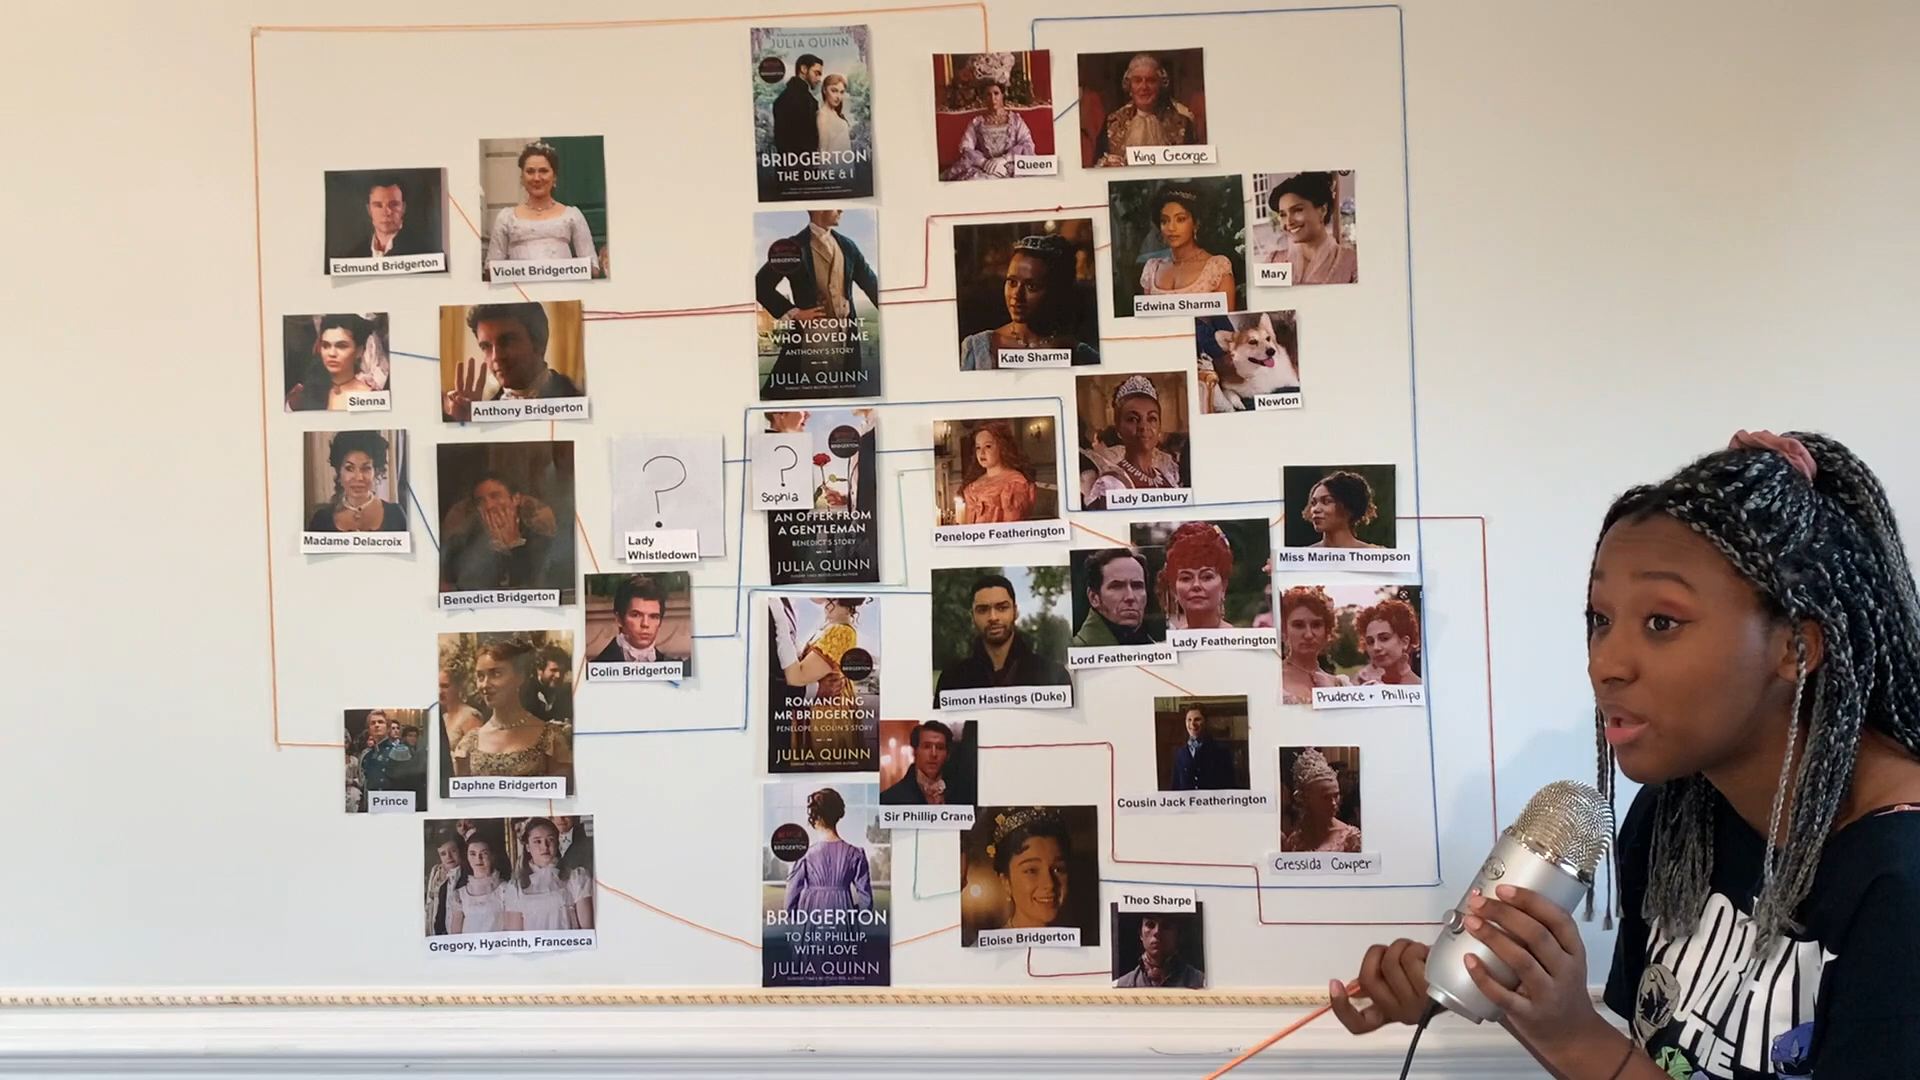 JULIA QUINN
BRIDGERTON
THE DUKE & I
Queen
King George
Edmund Bridgerton
Violet Bridgerton
BRIDGERTON
THE VISCOUNT
WHO LOVED ME
ANTHONY'S STORY
JULIA QUINN
Kate Sharma
Edwina Sharma
Mary
Newton
Sienna
Anthony Bridgerton
Madame Delacroix
Benedict Bridgerton
?
Lady
Whistledown
?
Sophia
BRIDGERTON
AN OFFER FROM
A GENTLEMAN
BENEDICT'S STORY
JULIA QUINN
Penelope Featherington
Lady Danbury
Miss Marina Thompson
Colin Bridgerton
Simon Hastings (Duke)
Lord Featherington
Lady Featherington
Prudence + Phillipa
ROMANCING
MR BRIDGERTON
PENELOPE & COLIN'S STORY
JULIA QUINN
Prince
Daphne Bridgerton
Sir Phillip Crane
Cousin Jack Featherington
Cressida Cowper
Gregory, Hyacinth, Francesca
BRIDGERTON
BRIDGERTON
TO SIR PHILLIP,
WITH LOVE
JULIA QUINN
Eloise Bridgerton
Theo Sharpe
THE